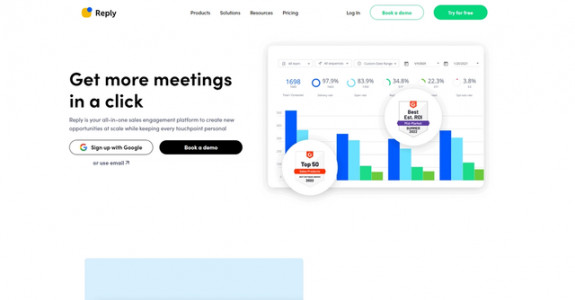 Reply
Products Solutions Resources Pricing
Log In
Book a demo
Try for free
Get more meetings
in a click
Reply is your all-in-one sales engagement platform to create new
opportunities at scale while keeping every touchpoint personal
Sign up with Google
Book a demo
or use email
1698 97.9% 83.9% 34.8% 22.3% 3.8%
Best
Est. ROI
Top 50